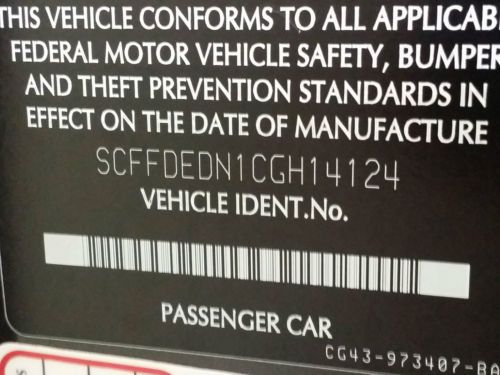 THIS VEHICLE CONFORMS TO ALL APPLICAB
FEDERAL MOTOR VEHICLE SAFETY, BUMPER
AND THEFT PREVENTION STANDARDS IN
EFFECT ON THE DATE OF MANUFACTURE
SCFFDEDN1CGH14124
VEHICLE IDENT.No.
PASSENGER CAR
CG43-973407-BA